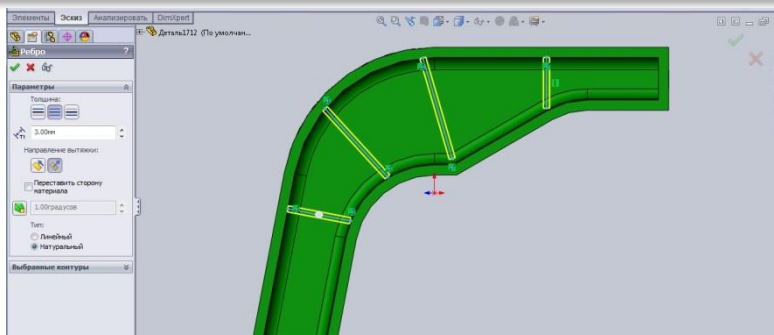 Элементы Эскиз Анализировать DimXpert
Деталь1712 (По умолчан...
Ребро ?
Параметры
Толщина:
3.00мм
Направление вытяжки:
Переставить сторону
материала
1.00градусов
Тип:
Линейный
Натуральный
Выбранные контуры